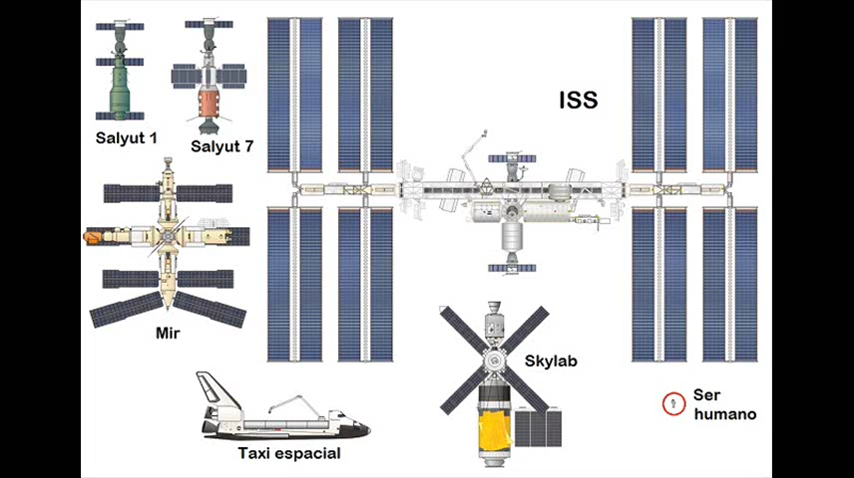 ISS
Salyut 1
Salyut 7
Mir
Skylab
Ser
humano
Taxi espacial